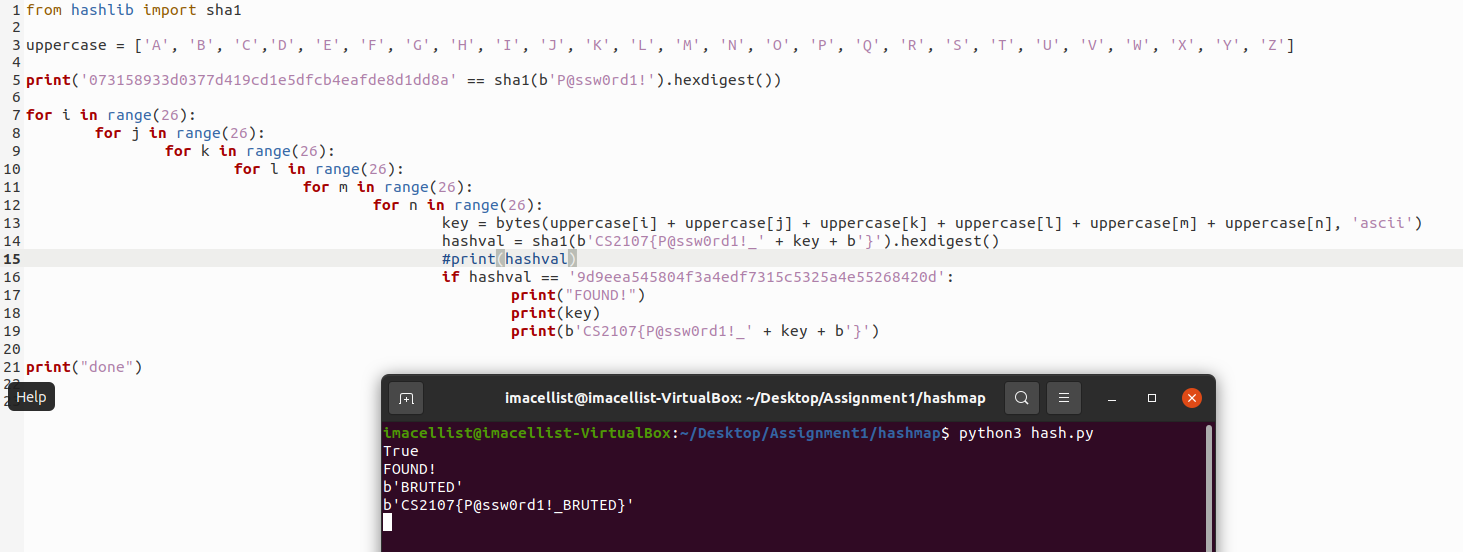 1 from hashlib import sha1
2
3 uppercase = ['A', 'B', 'C','D', 'E', 'F', 'G', 'H', 'I', 'J', 'K', 'L', 'M', 'N', 'O', 'P', 'Q', 'R', 'S', 'T', 'U', 'V', 'W', 'X', 'Y', 'Z']
4
5 print('073158933d0377d419cd1e5dfcb4eafde8d1dd8a' == sha1(b'P@ssw0rd1!').hexdigest())
6
7 for i in range(26):
8 for j in range(26):
9 for k in range(26):
10 for l in range(26):
11 for m in range(26):
12 for n in range(26):
13 key = bytes(uppercase[i] + uppercase[j] + uppercase[k] + uppercase[l] + uppercase[m] + uppercase[n], 'ascii')
14 hashval = sha1(b'CS2107{P@ssw0rd1!_' + key + b'}').hexdigest()
15 #print(hashval)
16 if hashval == '9d9eea545804f3a4edf7315c5325a4e55268420d':
17 print("FOUND!")
18 print(key)
19 print(b'CS2107{P@ssw0rd1!_' + key + b'}')
20
21 print("done")
Help
imacellist@imacellist-VirtualBox: ~/Desktop/Assignment1/hashmap
imacellist@imacellist-VirtualBox:~/Desktop/Assignment1/hashmap$ python3 hash.py
True
FOUND!
b'BRUTED'
b'CS2107{P@ssw0rd1!_BRUTED}'